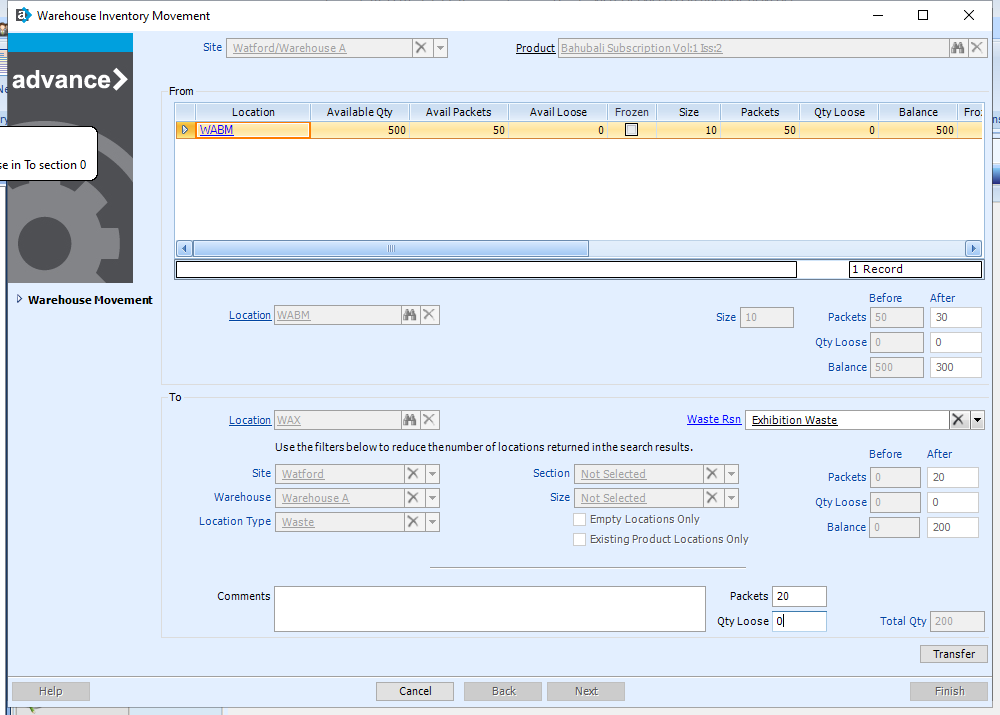 Warehouse Inventory Movement
Site Watford/Warehouse A Product Bahubali Subscription Vol:1 Iss:2
advance
From
Location Available Qty Avail Packets Avail Loose Frozen Size Packets Qty Loose Balance Fro
WABM 500 50 0 10 50 0 500
se in To section 0
1 Record
Warehouse Movement
Before After
Location WABM Size 10 Packets 50 30
Qty Loose 0 0
Balance 500 300
To
Location WAX Waste Rsn Exhibition Waste
Use the filters below to reduce the number of locations returned in the search results.
Before After
Site Watford Section Not Selected Packets 0 20
Warehouse Warehouse A Size Not Selected Qty Loose 0 0
Location Type Waste Empty Locations Only Balance 0 200
Existing Product Locations Only
Comments Packets 20
Qty Loose 0 Total Qty 200
Transfer
Help Cancel Back Next Finish